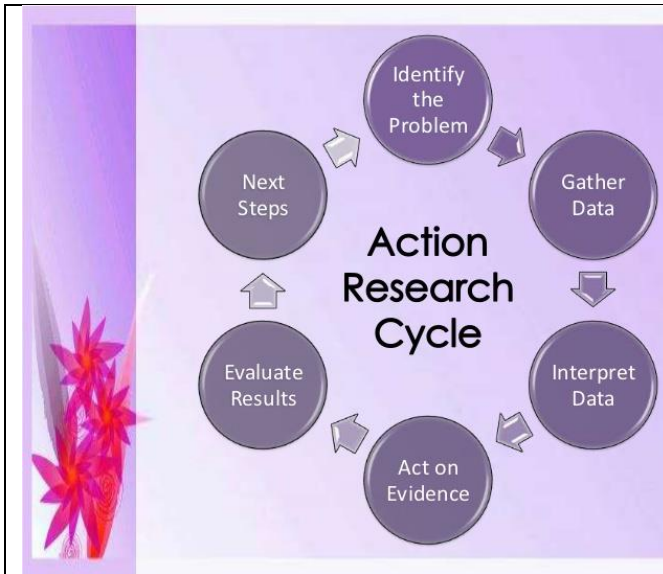 Identify
the
Problem
Gather
Data
Interpret
Data
Act on
Evidence
Evaluate
Results
Next
Steps
Action
Research
Cycle